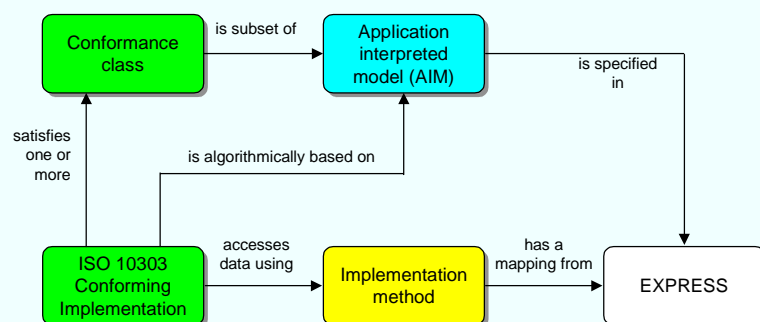 Conformance
class
is subset of
Application
interpreted
model (AIM)
is specified
in
satisfies
one or
more
is algorithmically based on
ISO 10303
Conforming
Implementation
accesses
data using
Implementation
method
has a
mapping from
EXPRESS